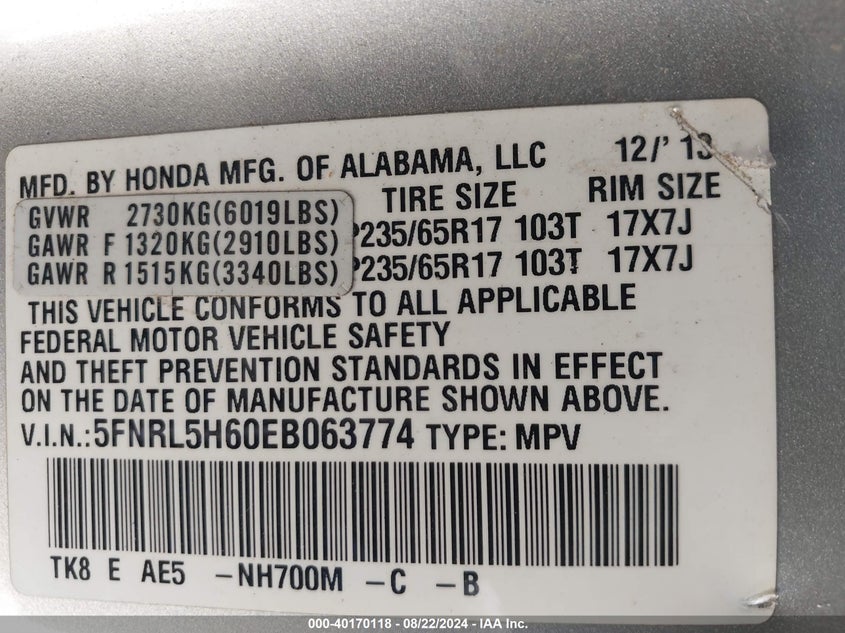 MFD. BY HONDA MFG. OF ALABAMA, LLC 12/'13
TIRE SIZE RIM SIZE
GVWR 2730KG(6019LBS)
GAWR F 1320KG(2910LBS) P235/65R17 103T 17X7J
GAWR R 1515KG(3340LBS) P235/65R17 103T 17X7J
THIS VEHICLE CONFORMS TO ALL APPLICABLE
FEDERAL MOTOR VEHICLE SAFETY
AND THEFT PREVENTION STANDARDS IN EFFECT
ON THE DATE OF MANUFACTURE SHOWN ABOVE.
V.I.N.:5FNRL5H60EB063774 TYPE: MPV
TK8 E AE5 -NH700M -C -B
000-40170118 - 08/22/2024 - IAA Inc.